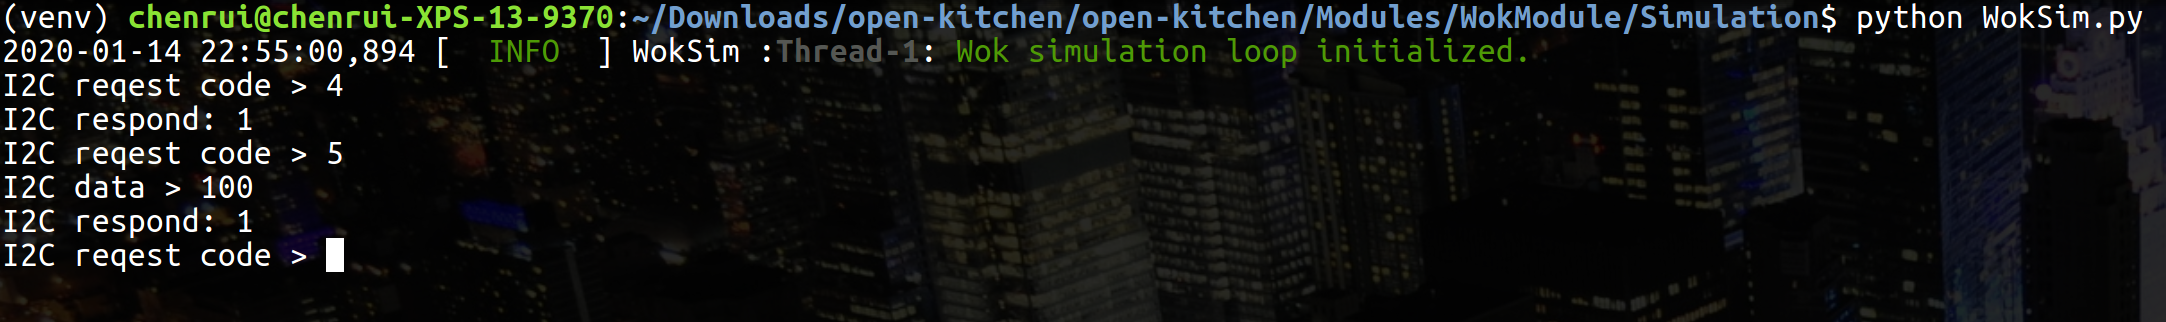 (venv) chenrui@chenrui-XPS-13-9370:~/Downloads/open-kitchen/open-kitchen/Modules/WokModule/Simulation$ python WokSim.py
2020-01-14 22:55:00,894 [  INFO  ] WokSim :Thread-1: Wok simulation loop initialized.
I2C reqest code > 4
I2C respond: 1
I2C reqest code > 5
I2C data > 100
I2C respond: 1
I2C reqest code >